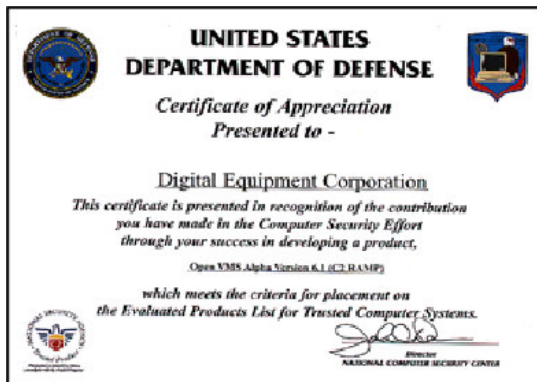 UNITED STATES
DEPARTMENT OF DEFENSE
Certificate of Appreciation
Presented to -
Digital Equipment Corporation
This certificate is presented in recognition of the contribution
you have made in the Computer Security Effort
through your success in developing a product,
Open VMS Alpha Version 6.1 (C2 RAMP)
which meets the criteria for placement on
the Evaluated Products List for Trusted Computer Systems.
Director
NATIONAL COMPUTER SECURITY CENTER